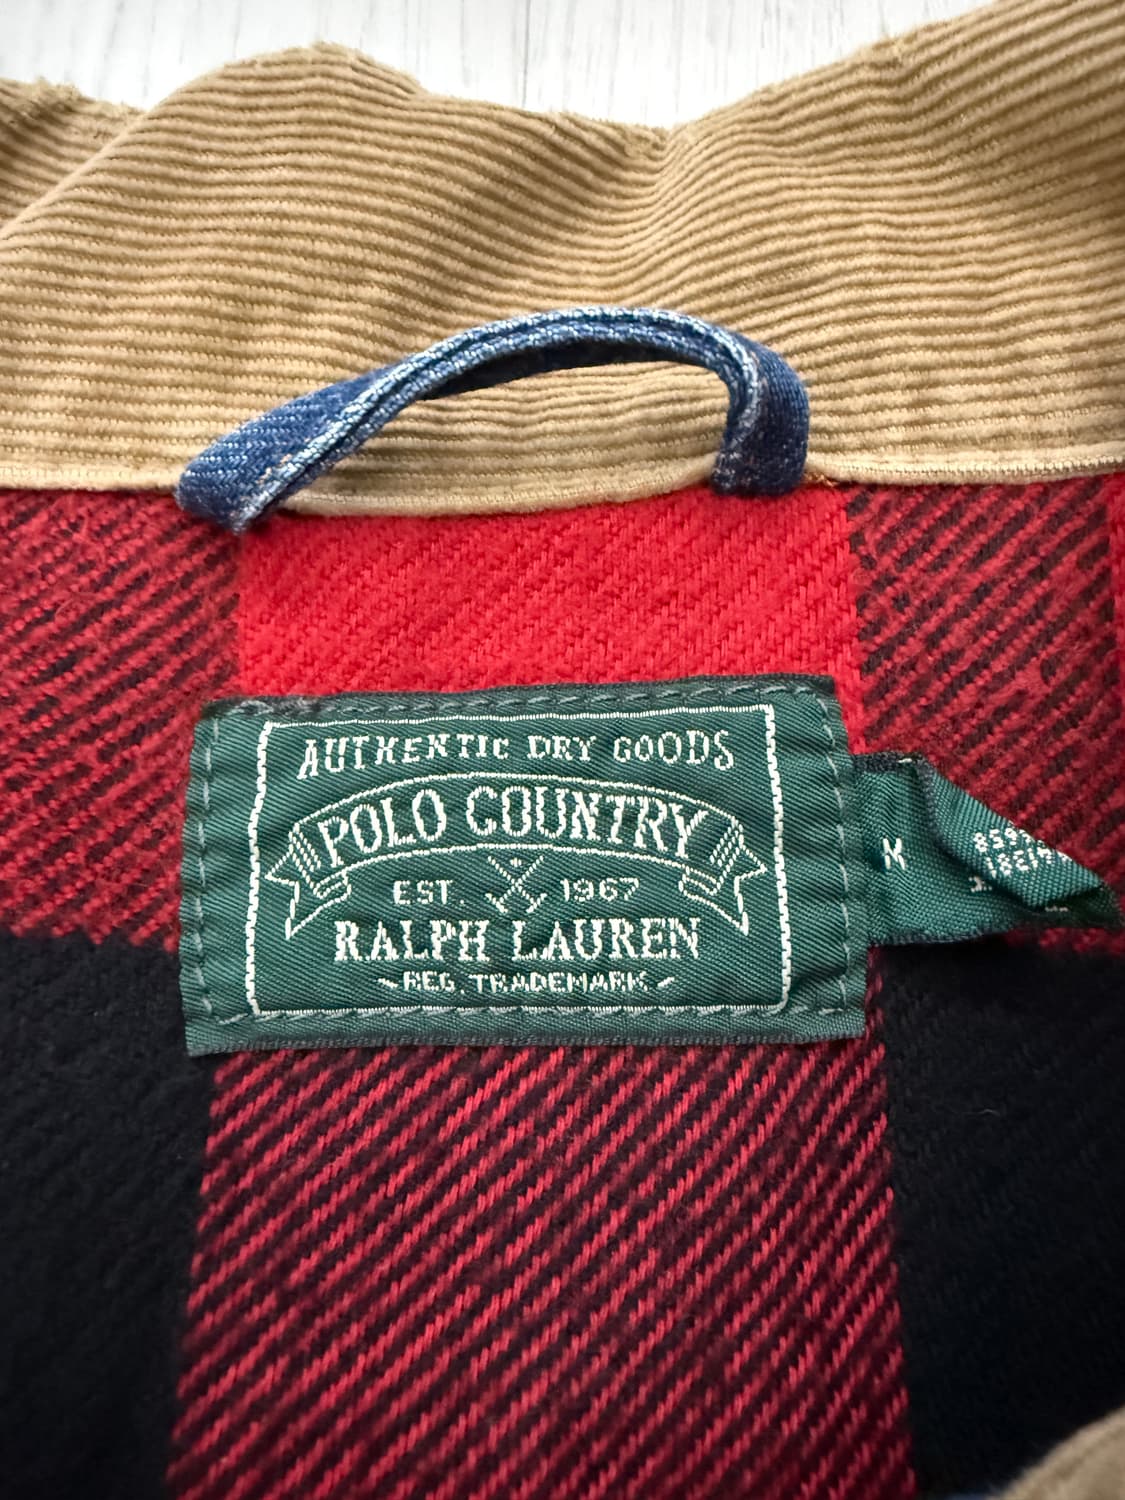 AUTHENTIC DRY GOODS
POLO COUNTRY
EST. 1967
RALPH LAUREN
REG. TRADEMARK
M